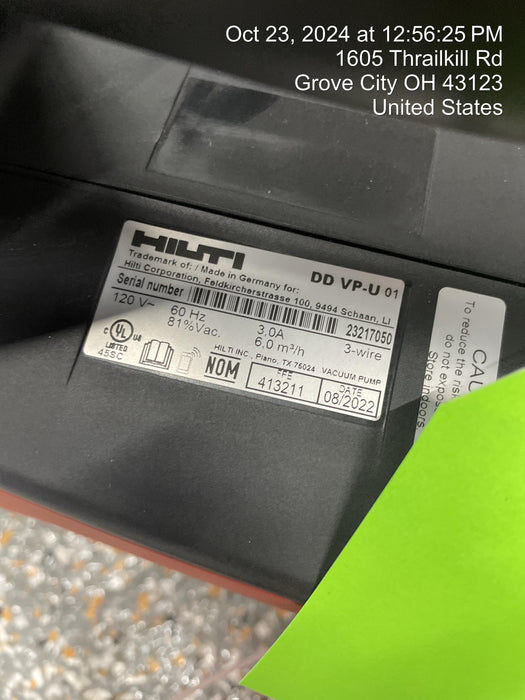 Oct 23, 2024 at 12:56:25 PM
1605 Thrailkill Rd
Grove City OH 43123
United States
HILTI
DD VP-U 01
Trademark of: / Made in Germany for:
Hilti Corporation, Feldkircherstrasse 100, 9494 Schaan, LI
Serial number
23217050
120 V~ 60 Hz 3.0A 3-wire
81%Vac. 6.0 m³/h
HILTI INC., Plano, TX 75024 VACUUM PUMP
c UL us
LISTED
45SC
NOM
413211
DATE
08/2022
CAU
To reduce the risk
do not expos
Store indoors